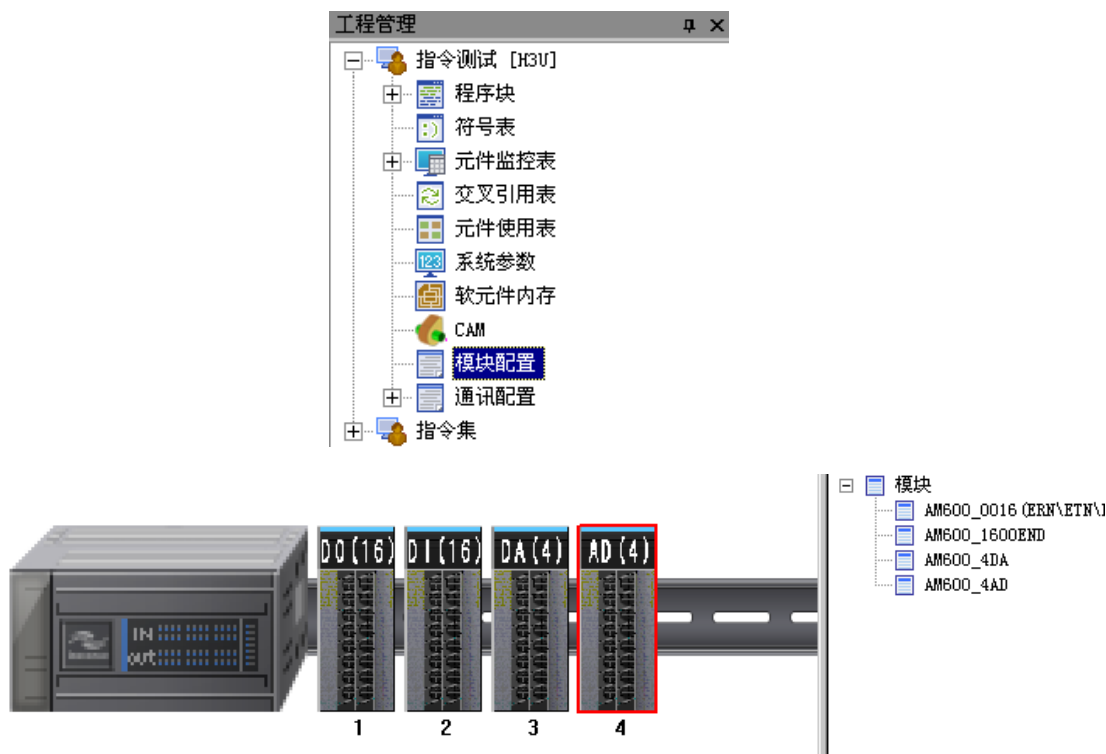 工程管理
指令测试 [H3U]
程序块
符号表
元件监控表
交叉引用表
元件使用表
系统参数
123
软元件内存
CAM
模块配置
通讯配置
指令集
IN
out
DO(16) DI(16) DA(4) AD(4)
1 2 3 4
模块
AM600_0016(ERN\ETN\
AM600_1600END
AM600_4DA
AM600_4AD